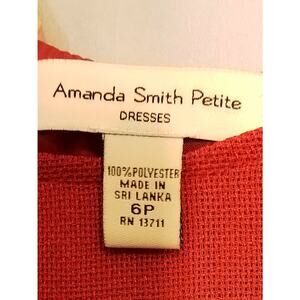 Amanda Smith Petite
DRESSES
100% POLYESTER
MADE IN
SRI LANKA
6P
RN 13711